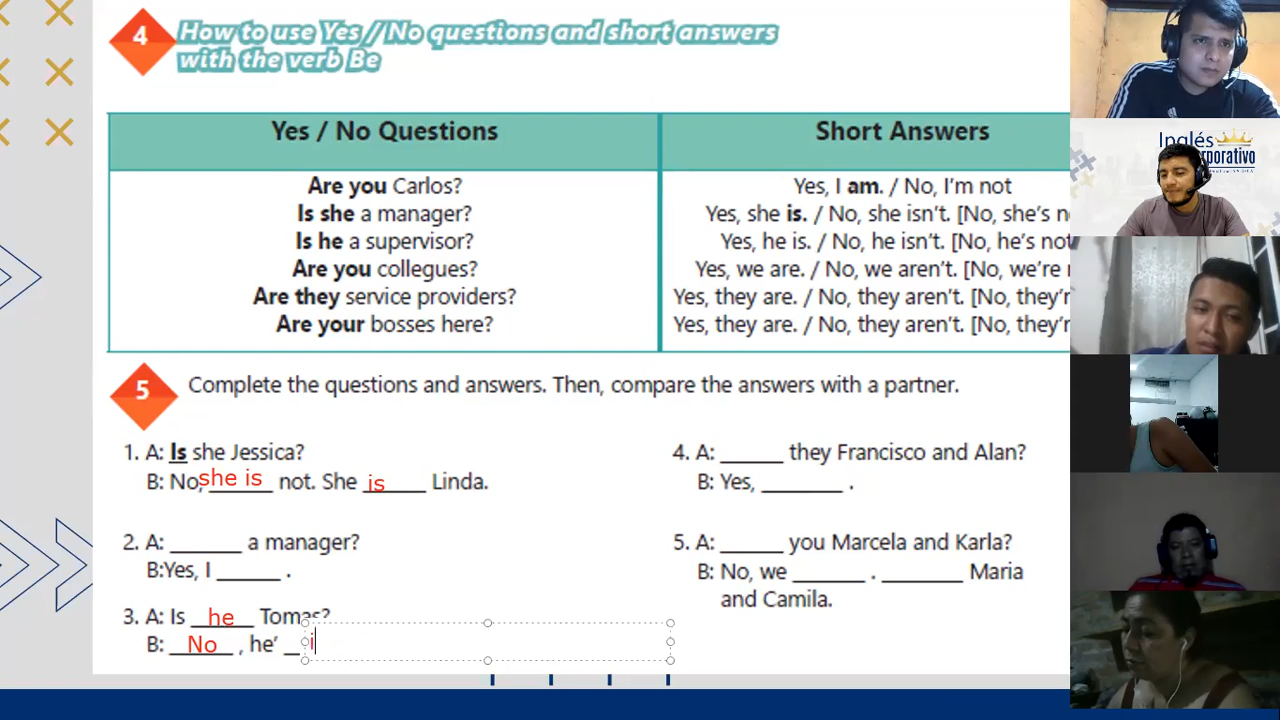 4
How to use Yes / No questions and short answers
with the verb Be
Yes / No Questions
Short Answers
Are you Carlos?
Yes, I am. / No, I'm not
Is she a manager?
Yes, she is. / No, she isn't. [No, she's n
Is he a supervisor?
Yes, he is. / No, he isn't. [No, he's not
Are you collegues?
Yes, we are. / No, we aren't. [No, we're
Are they service providers?
Yes, they are. / No, they aren't. [No, they'r
Are your bosses here?
Yes, they are. / No, they aren't. [No, they'r
5
Complete the questions and answers. Then, compare the answers with a partner.
1. A: Is she Jessica?
B: No, she is not. She is Linda.
2. A: ______ a manager?
B:Yes, I ______ .
3. A: Is he Tomas?
B: No , he' __ i
4. A: ______ they Francisco and Alan?
B: Yes, ________ .
5. A: ______ you Marcela and Karla?
B: No, we _______ . ________ Maria
and Camila.
Inglés
rporativo